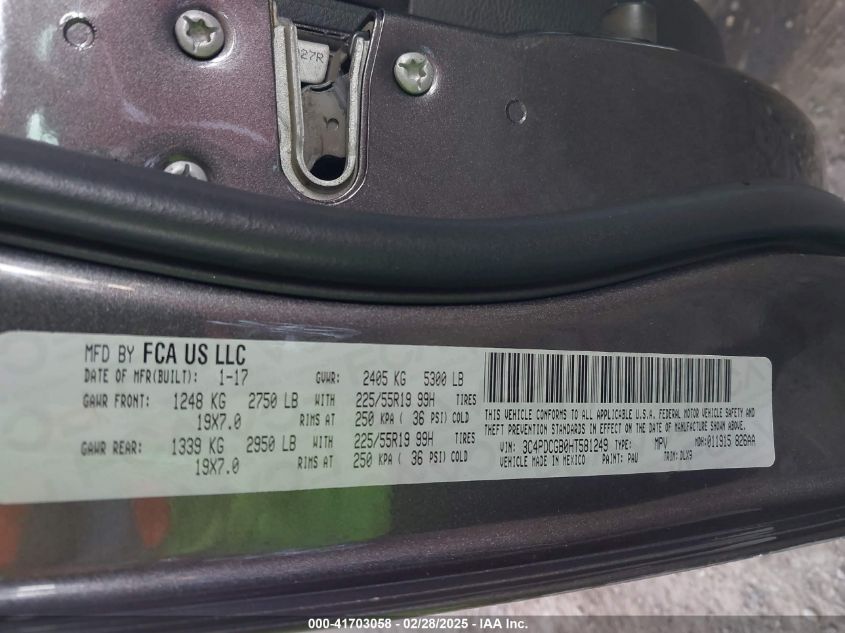 27R
MFD BY FCA US LLC
DATE OF MFR(BUILT): 1-17 GVWR: 2405 KG 5300 LB
GAWR FRONT: 1248 KG 2750 LB WITH 225/55R19 99H TIRES
19X7.0 RIMS AT 250 KPA ( 36 PSI) COLD
GAWR REAR: 1339 KG 2950 LB WITH 225/55R19 99H TIRES
19X7.0 RIMS AT 250 KPA ( 36 PSI) COLD
THIS VEHICLE CONFORMS TO ALL APPLICABLE U.S.A. FEDERAL MOTOR VEHICLE SAFETY AND
THEFT PREVENTION STANDARDS IN EFFECT ON THE DATE OF MANUFACTURE SHOWN ABOVE.
VIN: 3C4PDCGB0HT581249 TYPE: MPV MDH:011915 826AA
VEHICLE MADE IN MEXICO PAINT: PAU TRIM: DLX9
000-41703058 - 02/28/2025 - IAA Inc.